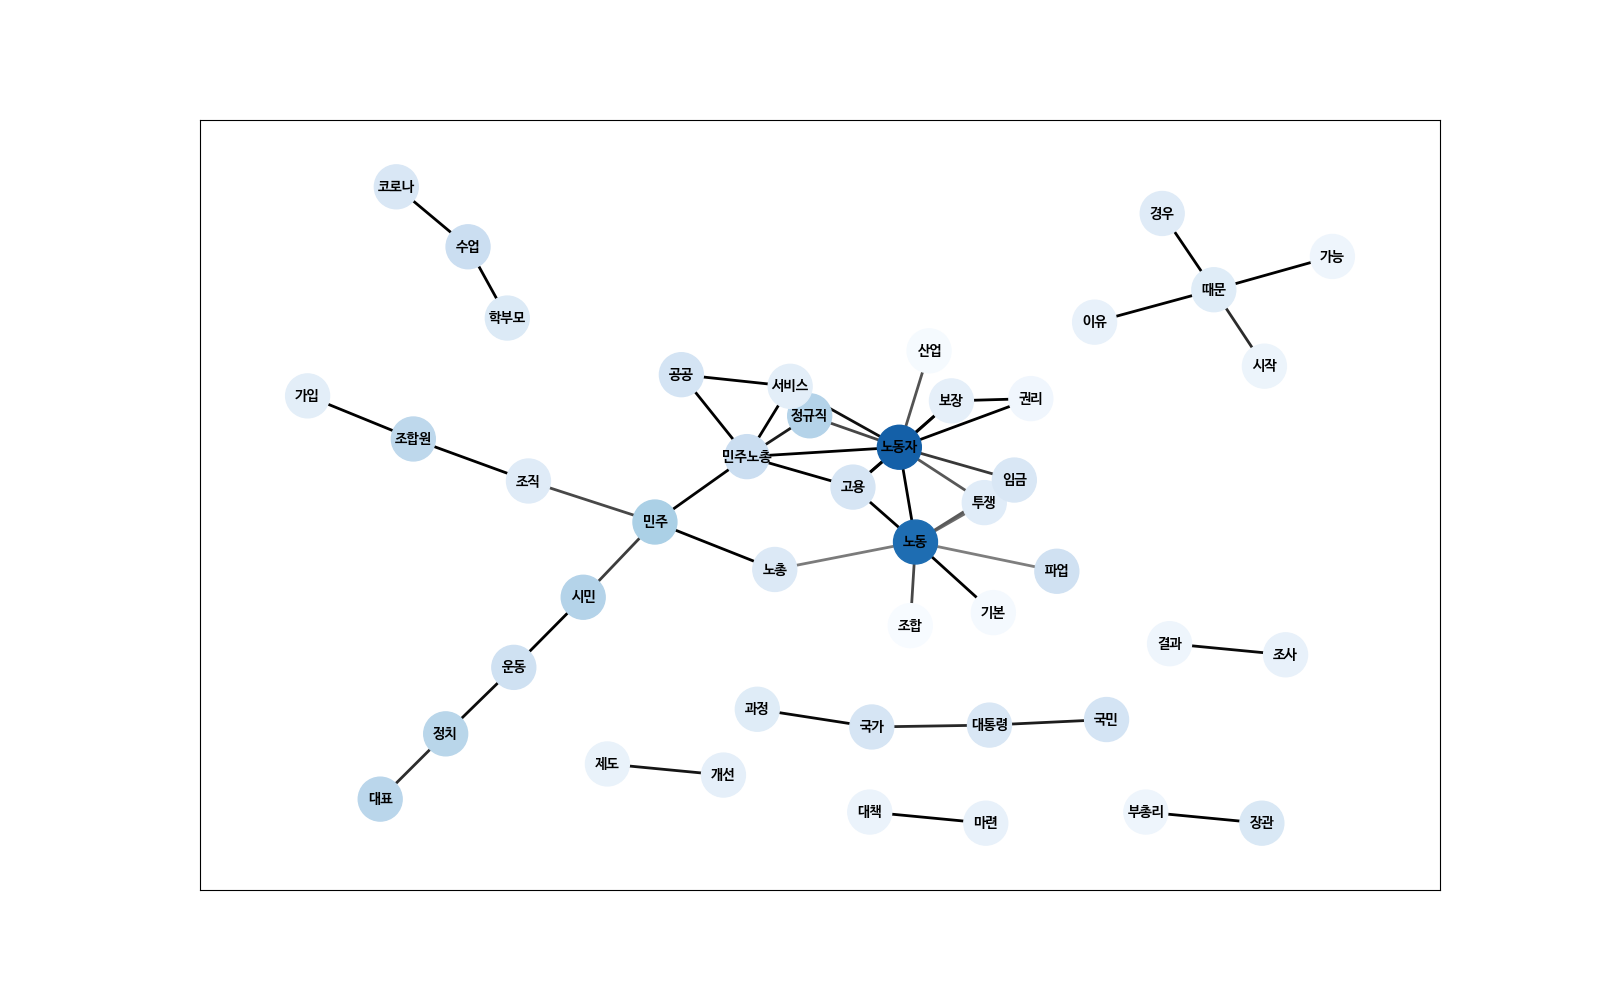 코로나
경우
수업
가능
때문
학부모
이유
산업
시작
공공
서비스
가입
권리
보장
정규직
조합원
노동자
민주노총
임금
조직
고용
투쟁
민주
노동
노총
파업
시민
기본
조합
결과
조사
운동
과정
국민
대통령
국가
정치
제도
개선
대표
대책
부총리
마련
장관